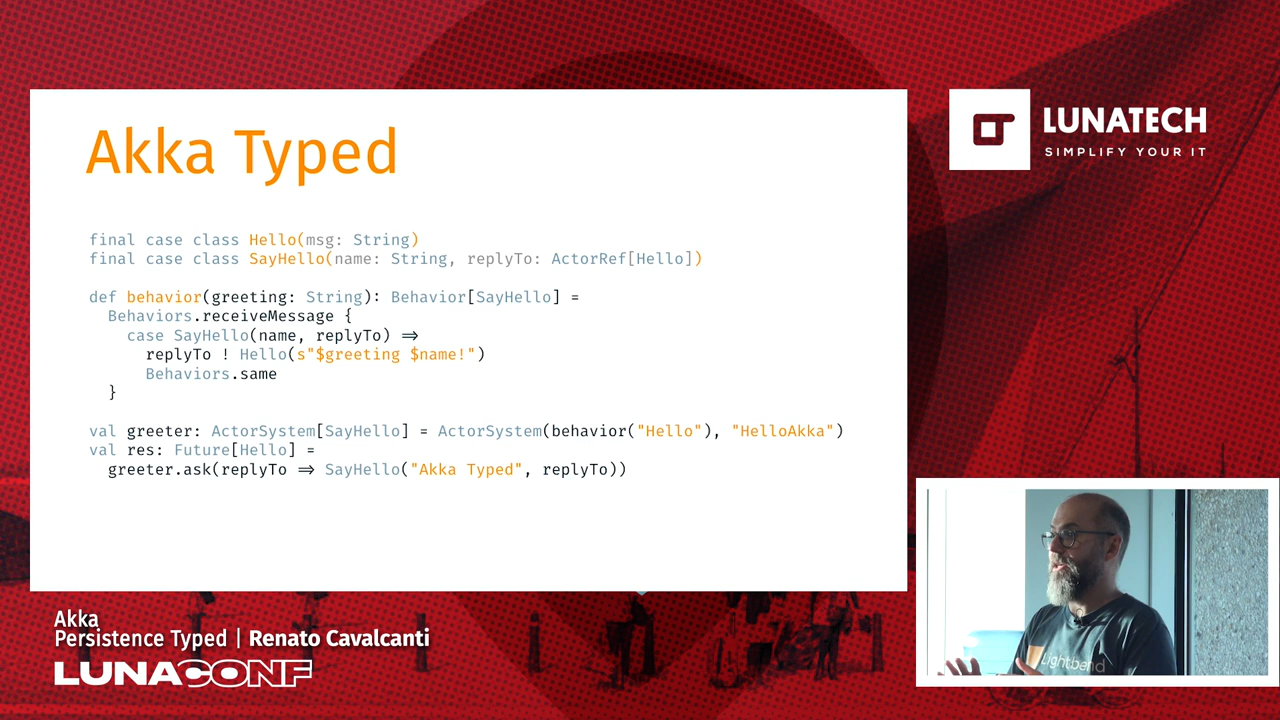 Akka Typed
final case class Hello(msg: String)
final case class SayHello(name: String, replyTo: ActorRef[Hello])
def behavior(greeting: String): Behavior[SayHello] =
Behaviors.receiveMessage {
case SayHello(name, replyTo) ⇒
replyTo ! Hello(s"$greeting $name!")
Behaviors.same
}
val greeter: ActorSystem[SayHello] = ActorSystem(behavior("Hello"), "HelloAkka")
val res: Future[Hello] =
greeter.ask(replyTo ⇒ SayHello("Akka Typed", replyTo))
LUNATECH
SIMPLIFY YOUR IT
Lightbend
Akka
Persistence Typed | Renato Cavalcanti
LUNACONF